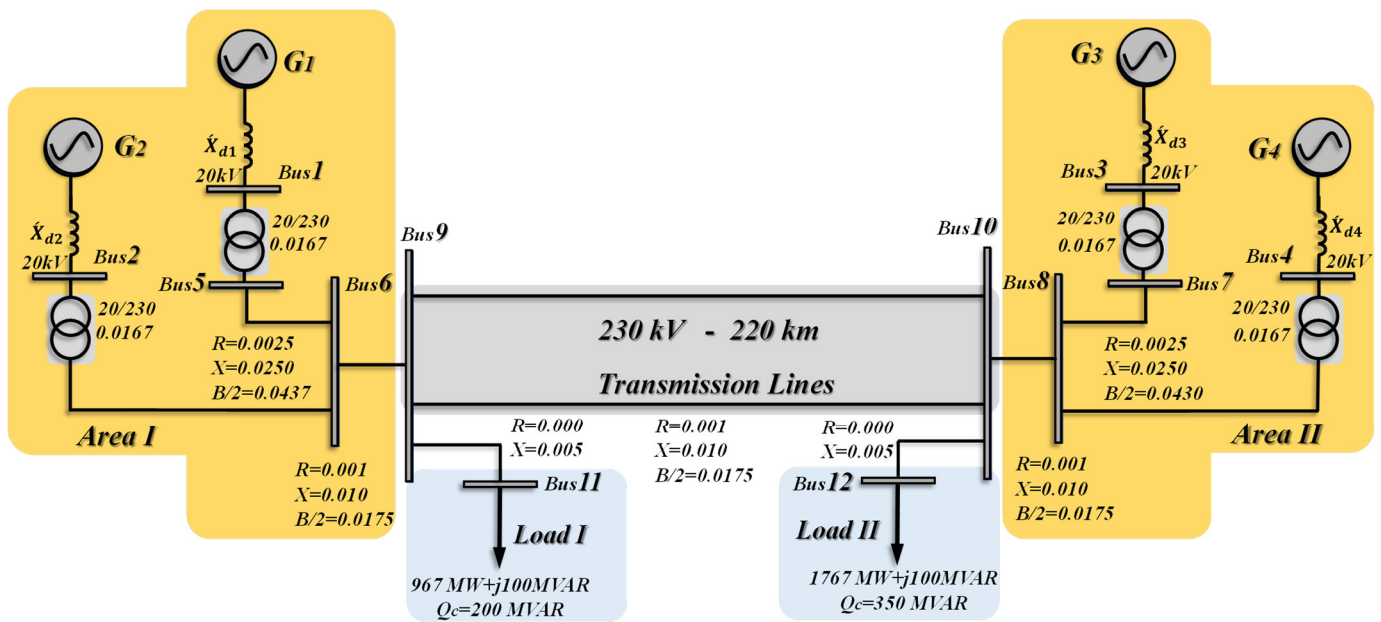 G1
G2
X́d1
20kV
Bus1
20/230
0.0167
X́d2
20kV
Bus2
20/230
0.0167
Bus5
Bus6
R=0.0025
X=0.0250
B/2=0.0437
Area I
R=0.001
X=0.010
B/2=0.0175
Bus9
Bus10
230 kV - 220 km
Transmission Lines
R=0.000
X=0.005
R=0.001
X=0.010
B/2=0.0175
R=0.000
X=0.005
Bus11
Load I
967 MW+j100MVAR
Qc=200 MVAR
Bus12
Load II
1767 MW+j100MVAR
Qc=350 MVAR
G3
G4
X́d3
20kV
Bus3
20/230
0.0167
X́d4
20kV
Bus4
20/230
0.0167
Bus8
Bus7
R=0.0025
X=0.0250
B/2=0.0430
Area II
R=0.001
X=0.010
B/2=0.0175